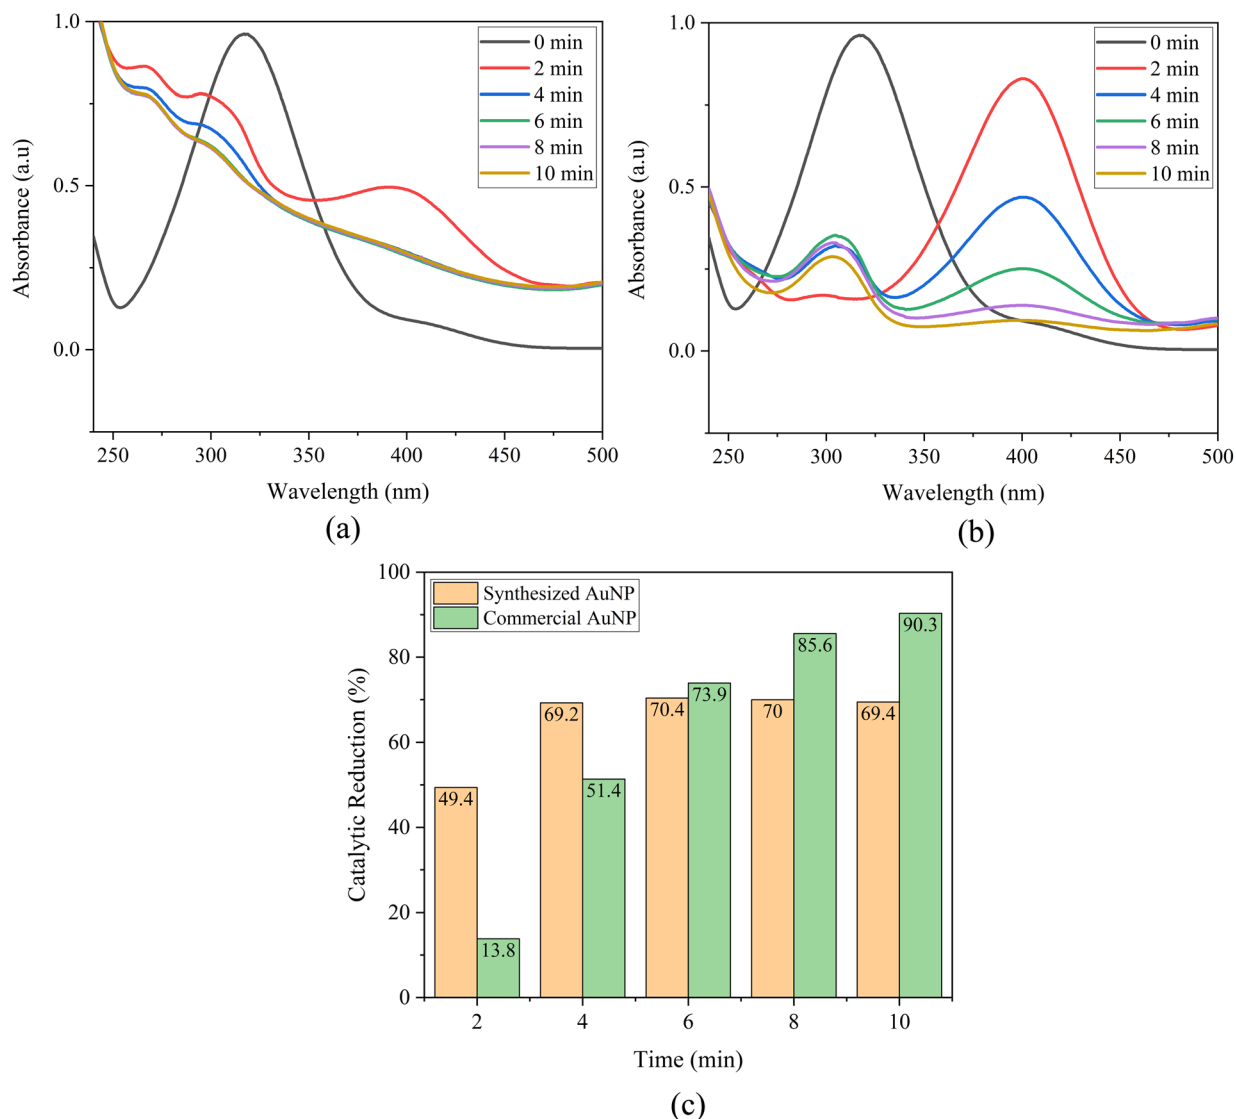 1.0
0.5
0.0
Absorbance (a.u)
0 min
2 min
4 min
6 min
8 min
10 min
250 300 350 400 450 500
Wavelength (nm)
(a)
1.0
0.5
0.0
Absorbance (a.u)
0 min
2 min
4 min
6 min
8 min
10 min
250 300 350 400 450 500
Wavelength (nm)
(b)
100
80
60
40
20
0
Catalytic Reduction (%)
Synthesized AuNP
Commercial AuNP
49.4
13.8
69.2
51.4
70.4
73.9
70
85.6
69.4
90.3
2 4 6 8 10
Time (min)
(c)